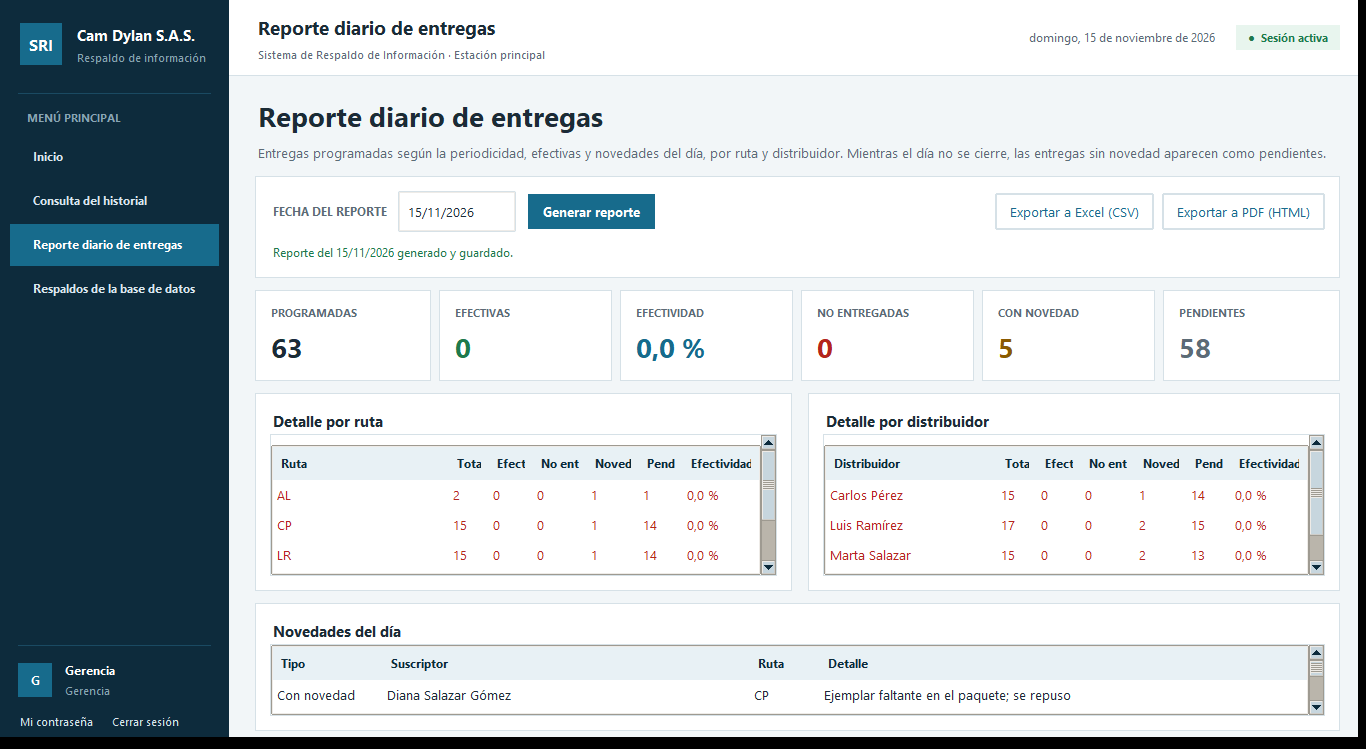 SRI
Cam Dylan S.A.S.
Respaldo de información
MENÚ PRINCIPAL
Inicio
Consulta del historial
Reporte diario de entregas
Respaldos de la base de datos
G
Gerencia
Gerencia
Mi contraseña Cerrar sesión
Reporte diario de entregas
Sistema de Respaldo de Información · Estación principal
domingo, 15 de noviembre de 2026
● Sesión activa
Reporte diario de entregas
Entregas programadas según la periodicidad, efectivas y novedades del día, por ruta y distribuidor. Mientras el día no se cierre, las entregas sin novedad aparecen como pendientes.
FECHA DEL REPORTE 15/11/2026 Generar reporte Exportar a Excel (CSV) Exportar a PDF (HTML)
Reporte del 15/11/2026 generado y guardado.
PROGRAMADAS EFECTIVAS EFECTIVIDAD NO ENTREGADAS CON NOVEDAD PENDIENTES
63 0 0,0 % 0 5 58
Detalle por ruta
Ruta Tota Efect No ent Noved Pend Efectividad
AL 2 0 0 1 1 0,0 %
CP 15 0 0 1 14 0,0 %
LR 15 0 0 1 14 0,0 %
Detalle por distribuidor
Distribuidor Tota Efect No ent Noved Pend Efectividad
Carlos Pérez 15 0 0 1 14 0,0 %
Luis Ramírez 17 0 0 2 15 0,0 %
Marta Salazar 15 0 0 2 13 0,0 %
Novedades del día
Tipo Suscriptor Ruta Detalle
Con novedad Diana Salazar Gómez CP Ejemplar faltante en el paquete; se repuso